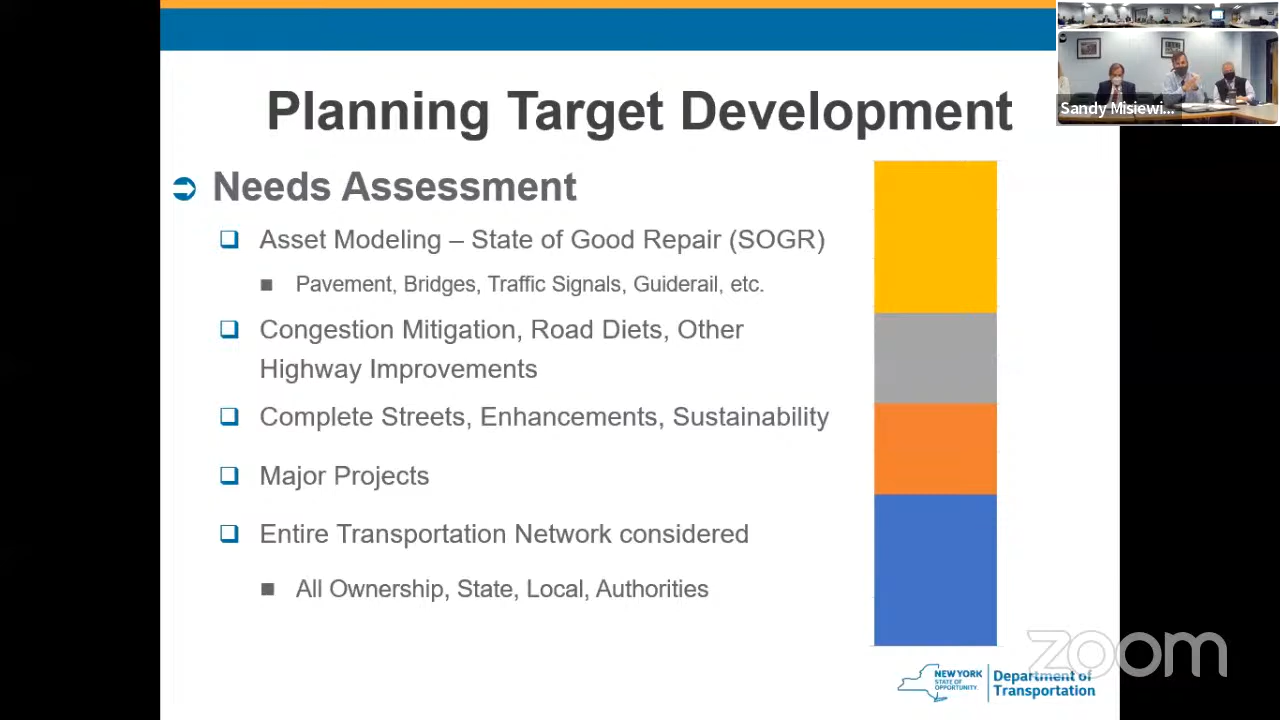 Planning Target Development
Needs Assessment
Asset Modeling – State of Good Repair (SOGR)
Pavement, Bridges, Traffic Signals, Guiderail, etc.
Congestion Mitigation, Road Diets, Other
Highway Improvements
Complete Streets, Enhancements, Sustainability
Major Projects
Entire Transportation Network considered
All Ownership, State, Local, Authorities
Sandy Misiewi...
zoom
NEW YORK
STATE OF
OPPORTUNITY
Department of
Transportation